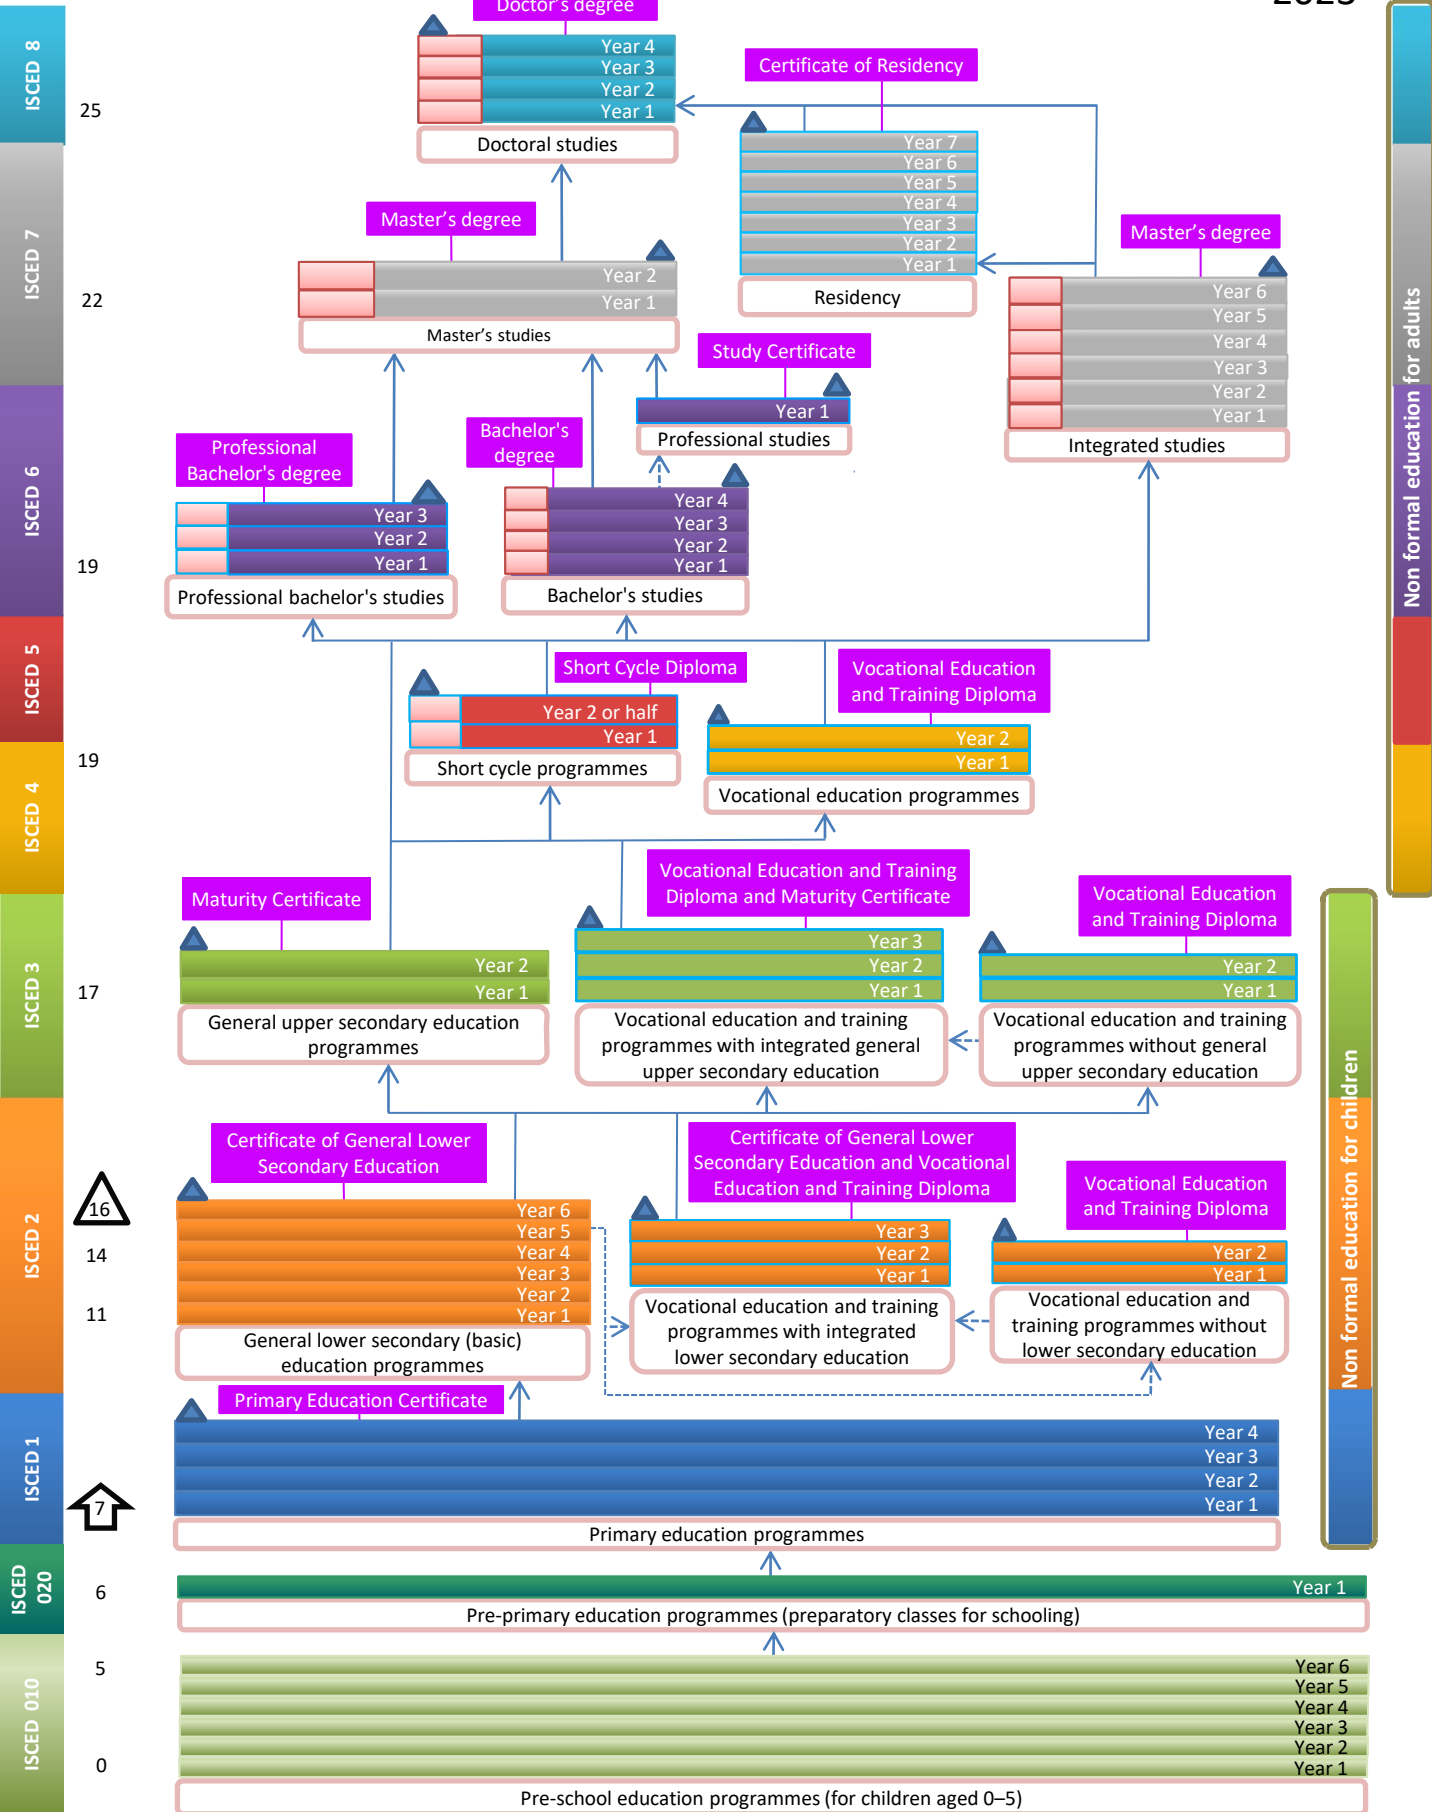 2023
Doctor's degree
ISCED 8
25
Year 4
Year 3
Year 2
Year 1
Doctoral studies
Certificate of Residency
Year 7
Year 6
Year 5
Year 4
Year 3
Year 2
Year 1
Residency
ISCED 7
22
Master's degree
Year 2
Year 1
Master's studies
Master's degree
Year 6
Year 5
Year 4
Year 3
Year 2
Year 1
Integrated studies
Study Certificate
Year 1
Professional studies
ISCED 6
19
Professional
Bachelor's degree
Year 3
Year 2
Year 1
Professional bachelor's studies
Bachelor's
degree
Year 4
Year 3
Year 2
Year 1
Bachelor's studies
Non formal education for adults
ISCED 5
Short Cycle Diploma
Year 2 or half
Year 1
Short cycle programmes
Vocational Education
and Training Diploma
Year 2
Year 1
Vocational education programmes
19
ISCED 4
ISCED 3
17
Maturity Certificate
Year 2
Year 1
General upper secondary education
programmes
Vocational Education and Training
Diploma and Maturity Certificate
Year 3
Year 2
Year 1
Vocational education and training
programmes with integrated general
upper secondary education
Vocational Education
and Training Diploma
Year 2
Year 1
Vocational education and training
programmes without general
upper secondary education
Non formal education for children
ISCED 2
16
14
11
Certificate of General Lower
Secondary Education
Year 6
Year 5
Year 4
Year 3
Year 2
Year 1
General lower secondary (basic)
education programmes
Certificate of General Lower
Secondary Education and Vocational
Education and Training Diploma
Year 3
Year 2
Year 1
Vocational education and training
programmes with integrated
lower secondary education
Vocational Education
and Training Diploma
Year 2
Year 1
Vocational education and
training programmes without
lower secondary education
ISCED 1
7
Primary Education Certificate
Year 4
Year 3
Year 2
Year 1
Primary education programmes
ISCED
020
6
Year 1
Pre-primary education programmes (preparatory classes for schooling)
ISCED 010
5
0
Year 6
Year 5
Year 4
Year 3
Year 2
Year 1
Pre-school education programmes (for children aged 0–5)